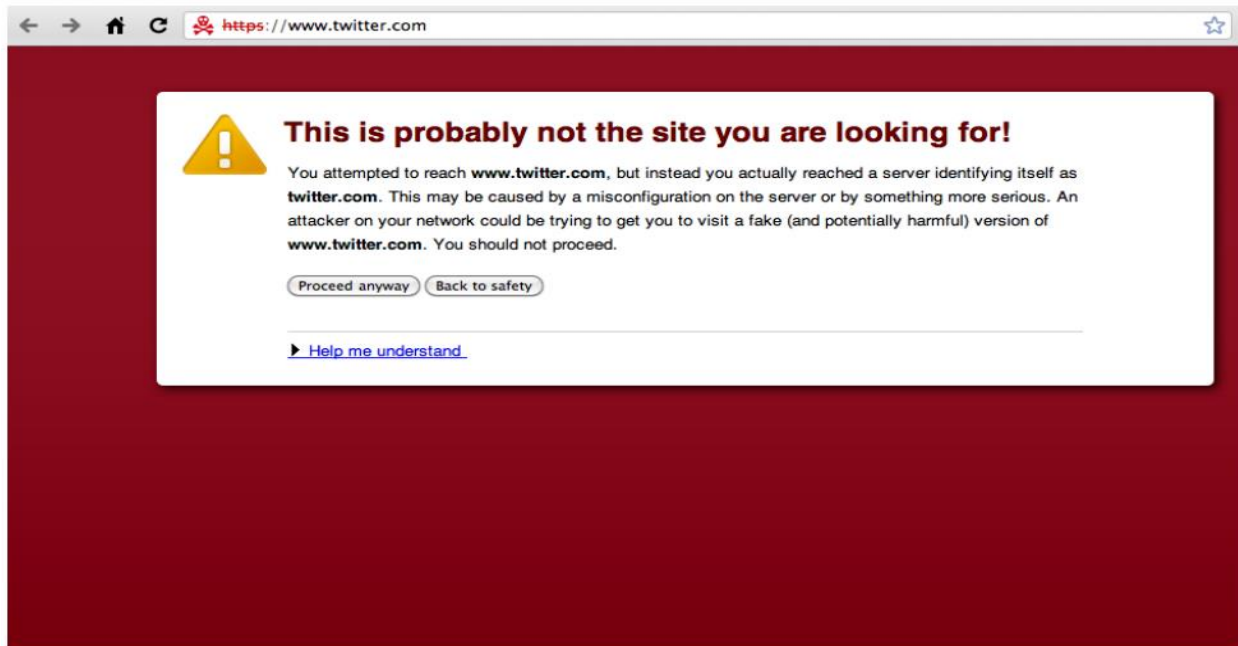 https://www.twitter.com
This is probably not the site you are looking for!
You attempted to reach www.twitter.com, but instead you actually reached a server identifying itself as
twitter.com. This may be caused by a misconfiguration on the server or by something more serious. An
attacker on your network could be trying to get you to visit a fake (and potentially harmful) version of
www.twitter.com. You should not proceed.
Proceed anyway Back to safety
Help me understand